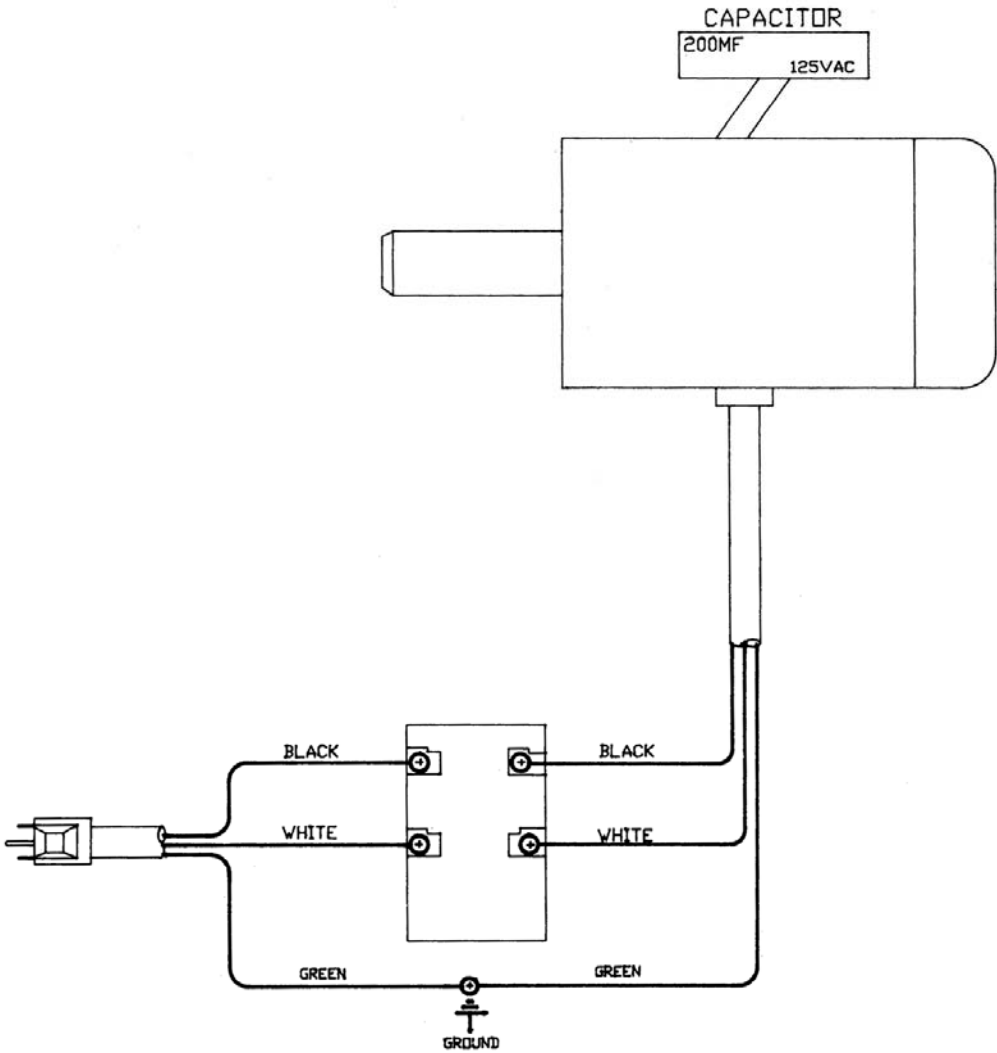 CAPACITOR
200MF
125VAC
BLACK
BLACK
WHITE
WHITE
GREEN
GREEN
GROUND